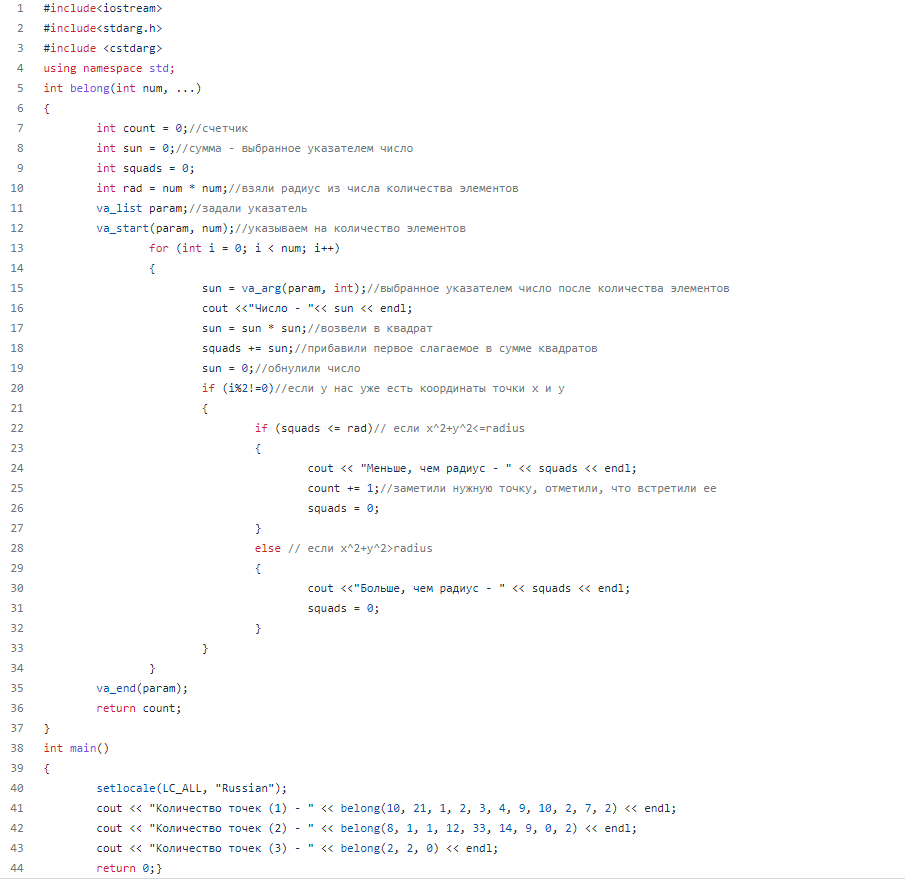 1 #include<iostream>
2 #include<stdarg.h>
3 #include <cstdarg>
4 using namespace std;
5 int belong(int num, ...)
6 {
7 int count = 0;//счетчик
8 int sun = 0;//сумма - выбранное указателем число
9 int squads = 0;
10 int rad = num * num;//взяли радиус из числа количества элементов
11 va_list param;//задали указатель
12 va_start(param, num);//указываем на количество элементов
13 for (int i = 0; i < num; i++)
14 {
15 sun = va_arg(param, int);//выбранное указателем число после количества элементов
16 cout <<"Число - "<< sun << endl;
17 sun = sun * sun;//возвели в квадрат
18 squads += sun;//прибавили первое слагаемое в сумме квадратов
19 sun = 0;//обнулили число
20 if (i%2!=0)//если у нас уже есть координаты точки х и у
21 {
22 if (squads <= rad)// если x^2+y^2<=radius
23 {
24 cout << "Меньше, чем радиус - " << squads << endl;
25 count += 1;//заметили нужную точку, отметили, что встретили ее
26 squads = 0;
27 }
28 else // если x^2+y^2>radius
29 {
30 cout <<"Больше, чем радиус - " << squads << endl;
31 squads = 0;
32 }
33 }
34 }
35 va_end(param);
36 return count;
37 }
38 int main()
39 {
40 setlocale(LC_ALL, "Russian");
41 cout << "Количество точек (1) - " << belong(10, 21, 1, 2, 3, 4, 9, 10, 2, 7, 2) << endl;
42 cout << "Количество точек (2) - " << belong(8, 1, 1, 12, 33, 14, 9, 0, 2) << endl;
43 cout << "Количество точек (3) - " << belong(2, 2, 0) << endl;
44 return 0;}